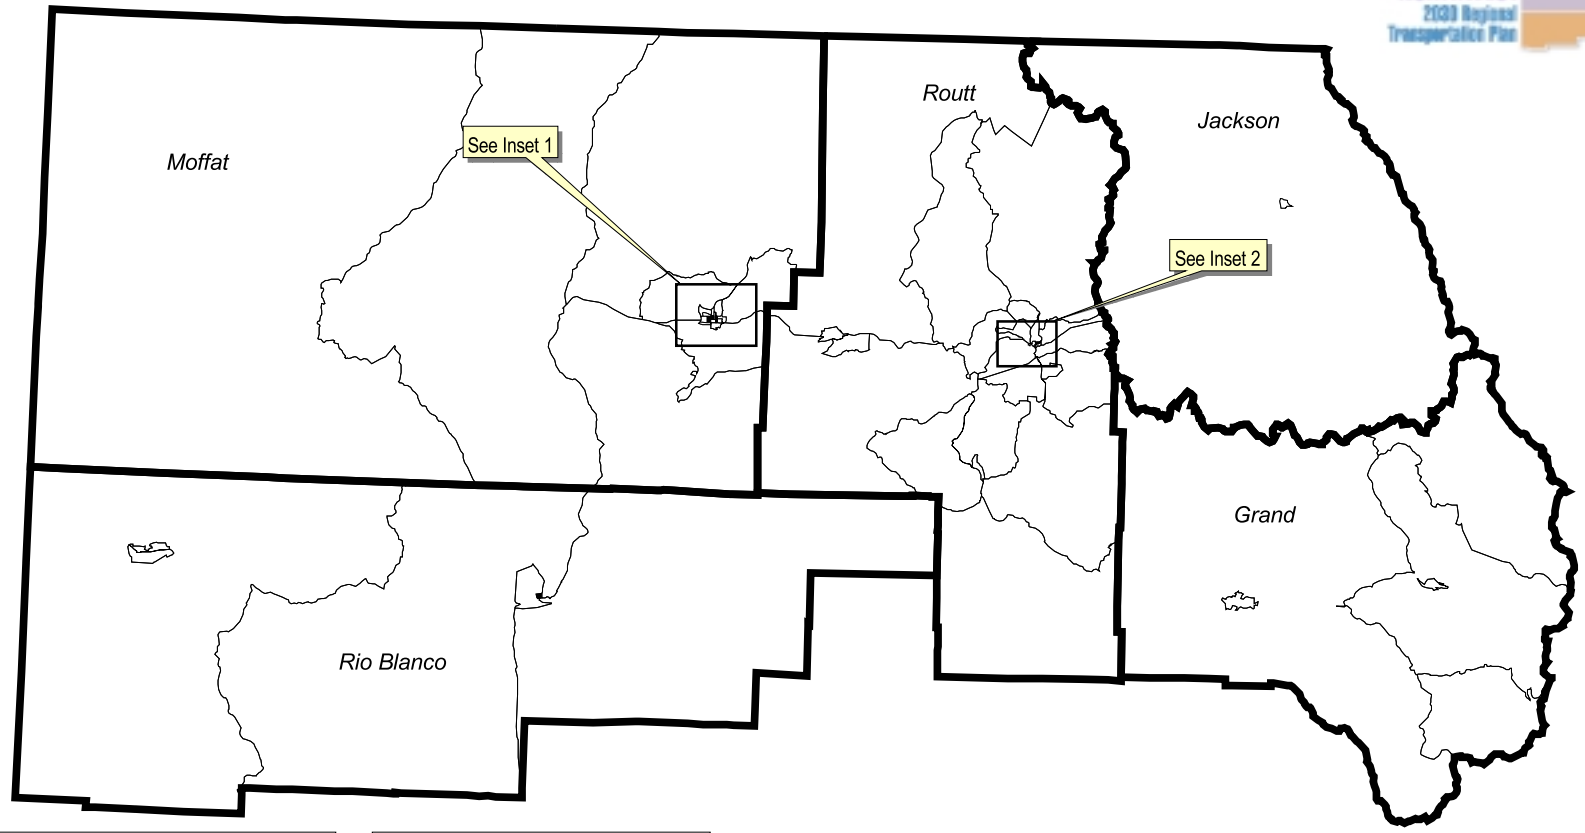 2030 Regional
Transportation Plan
Routt
Jackson
Moffat
See Inset 1
See Inset 2
Grand
Rio Blanco